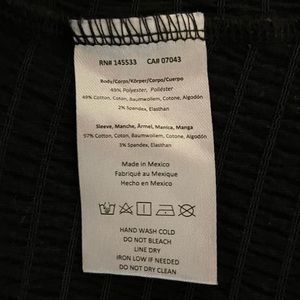 RN# 145533 CA# 07043
Body/Corps/Körper/Corpo/Cuerpo
49% Polyester, Poliéster
49% Cotton, Coton, Baumwollem, Cotone, Algodón
2% Spandex, Elasthan
Sleeve, Manche, Ärmel, Manica, Manga
97% Cotton, Coton, Baumwollem, Cotone, Algodón
3% Spandex, Elasthan
Made in Mexico
Fabriqué au Mexique
Hecho en Mexico
HAND WASH COLD
DO NOT BLEACH
LINE DRY
IRON LOW IF NEEDED
DO NOT DRY CLEAN